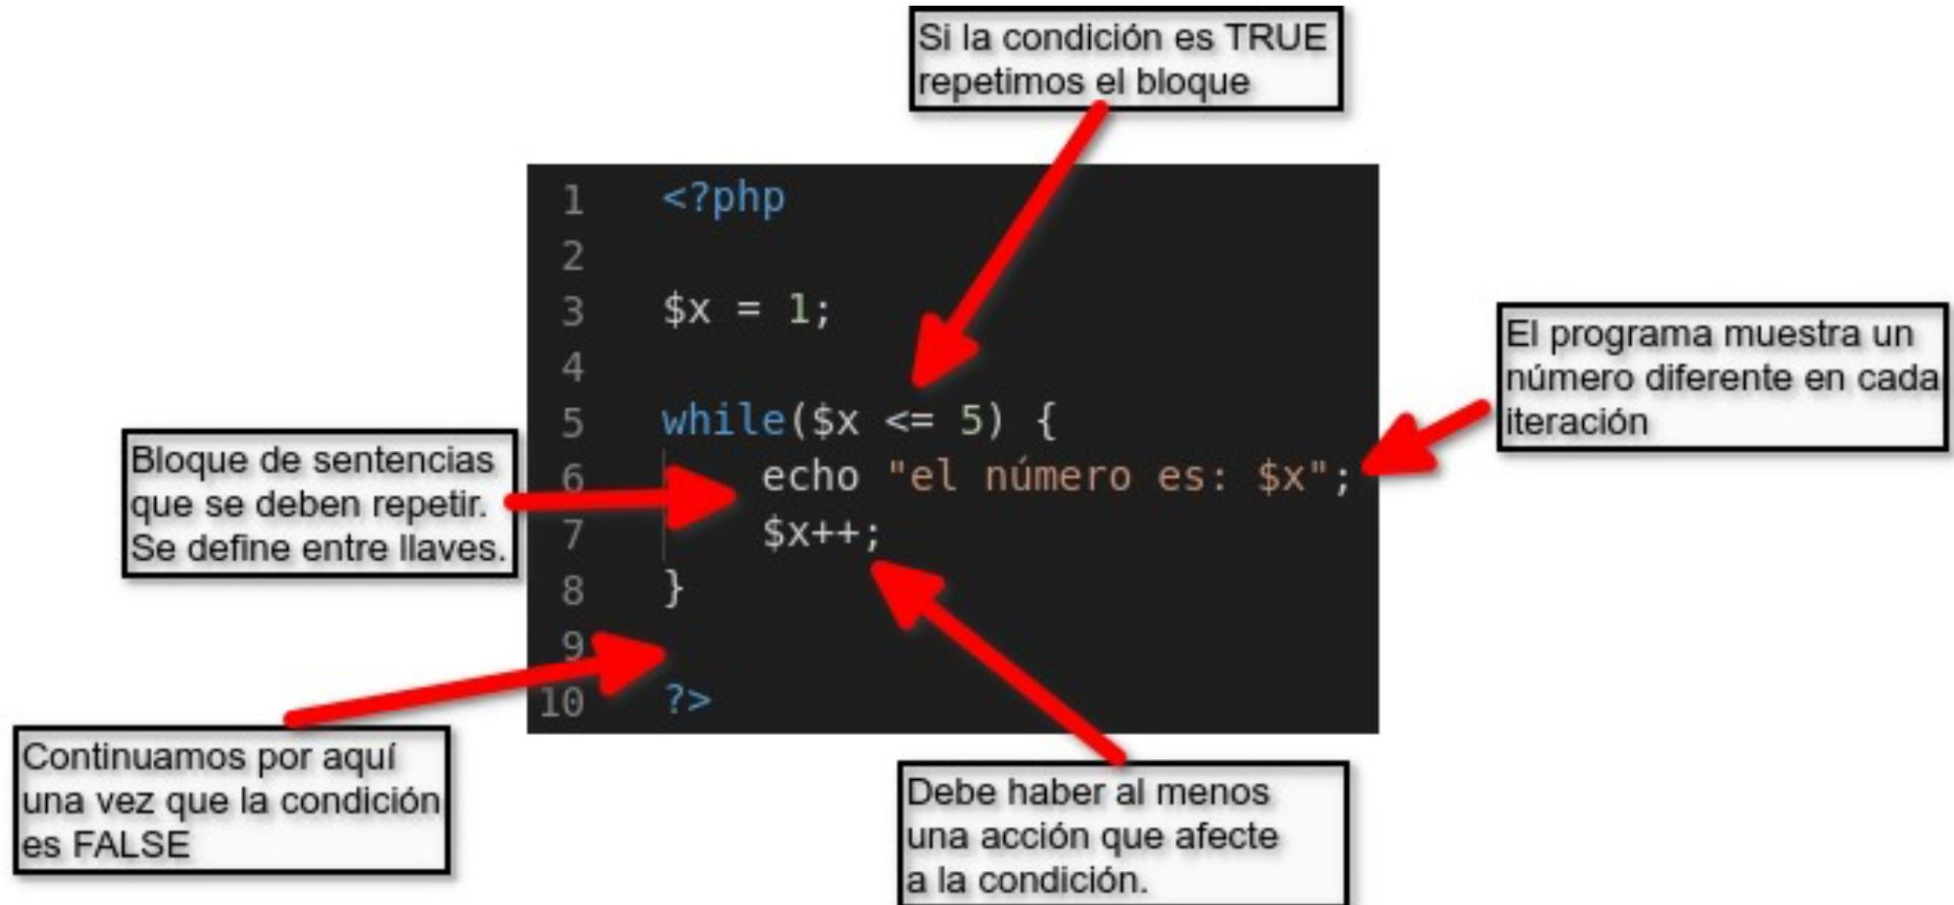 Si la condición es TRUE
repetimos el bloque
1 <?php
2
3 $x = 1;
4
5 while($x <= 5) {
6 echo "el número es: $x";
7 $x++;
8 }
9
10 ?>
El programa muestra un
número diferente en cada
iteración
Bloque de sentencias
que se deben repetir.
Se define entre llaves.
Continuamos por aquí
una vez que la condición
es FALSE
Debe haber al menos
una acción que afecte
a la condición.